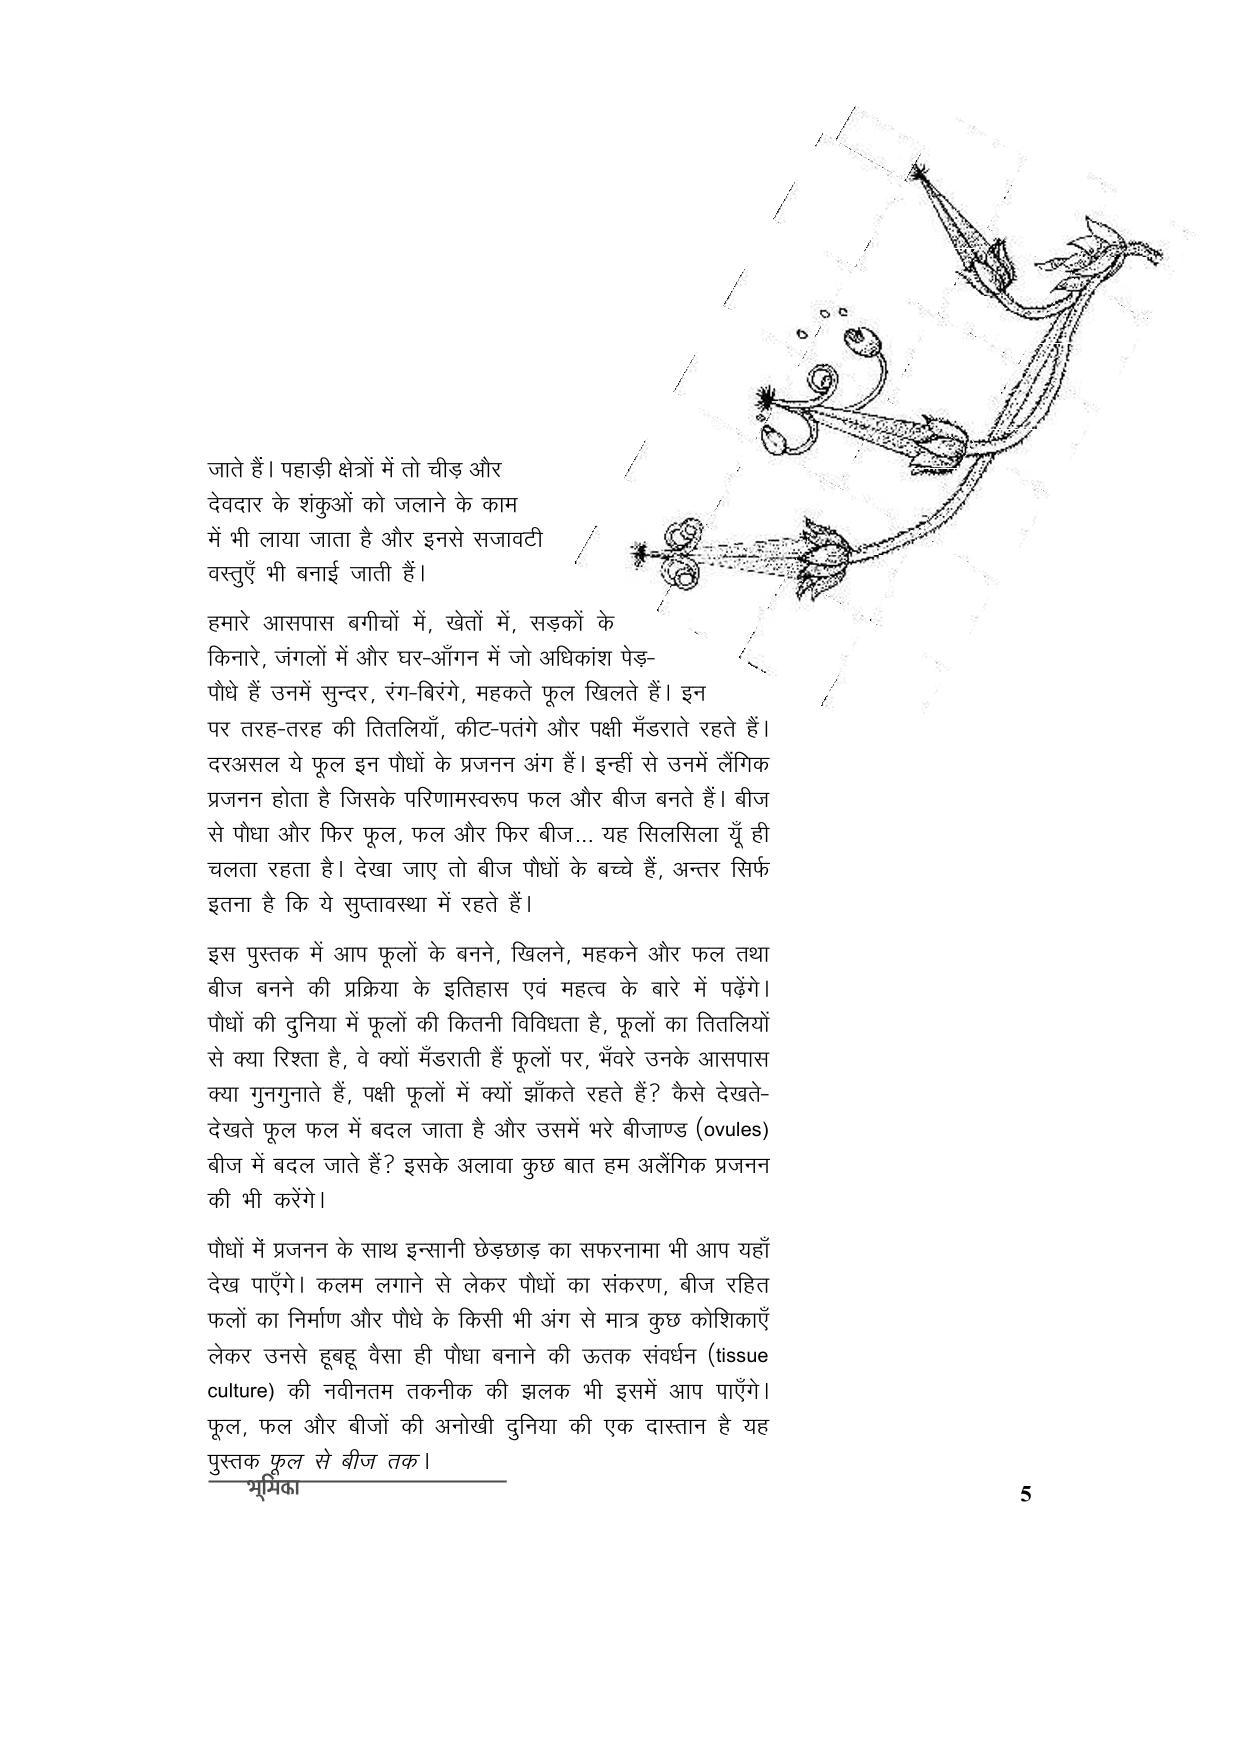 जाते हैं। पहाड़ी क्षेत्रों में तो चीड़ और
देवदार के शंकुओं को जलाने के काम
में भी लाया जाता है और इनसे सजावटी
वस्तुएँ भी बनाई जाती हैं।
हमारे आसपास बगीचों में, खेतों में, सड़कों के
किनारे, जंगलों में और घर-आँगन में जो अधिकांश पेड़-
पौधे हैं उनमें सुन्दर, रंग-बिरंगे, महकते फूल खिलते हैं। इन
पर तरह-तरह की तितलियाँ, कीट-पतंगे और पक्षी मँडराते रहते हैं।
दरअसल ये फूल इन पौधों के प्रजनन अंग हैं। इन्हीं से उनमें लैंगिक
प्रजनन होता है जिसके परिणामस्वरूप फल और बीज बनते हैं। बीज
से पौधा और फिर फूल, फल और फिर बीज... यह सिलसिला यूँ ही
चलता रहता है। देखा जाए तो बीज पौधों के बच्चे हैं, अन्तर सिर्फ
इतना है कि ये सुप्तावस्था में रहते हैं।
इस पुस्तक में आप फूलों के बनने, खिलने, महकने और फल तथा
बीज बनने की प्रक्रिया के इतिहास एवं महत्व के बारे में पढ़ेंगे।
पौधों की दुनिया में फूलों की कितनी विविधता है, फूलों का तितलियों
से क्या रिश्ता है, वे क्यों मँडराती हैं फूलों पर, भँवरे उनके आसपास
क्या गुनगुनाते हैं, पक्षी फूलों में क्यों झाँकते रहते हैं? कैसे देखते-
देखते फूल फल में बदल जाता है और उसमें भरे बीजाण्ड (ovules)
बीज में बदल जाते हैं? इसके अलावा कुछ बात हम अलैंगिक प्रजनन
की भी करेंगे।
पौधों में प्रजनन के साथ इन्सानी छेड़छाड़ का सफरनामा भी आप यहाँ
देख पाएँगे। कलम लगाने से लेकर पौधों का संकरण, बीज रहित
फलों का निर्माण और पौधे के किसी भी अंग से मात्र कुछ कोशिकाएँ
लेकर उनसे हूबहू वैसा ही पौधा बनाने की ऊतक संवर्धन (tissue
culture) की नवीनतम तकनीक की झलक भी इसमें आप पाएँगे।
फूल, फल और बीजों की अनोखी दुनिया की एक दास्तान है यह
पुस्तक फूल से बीज तक।
भूमिका
5